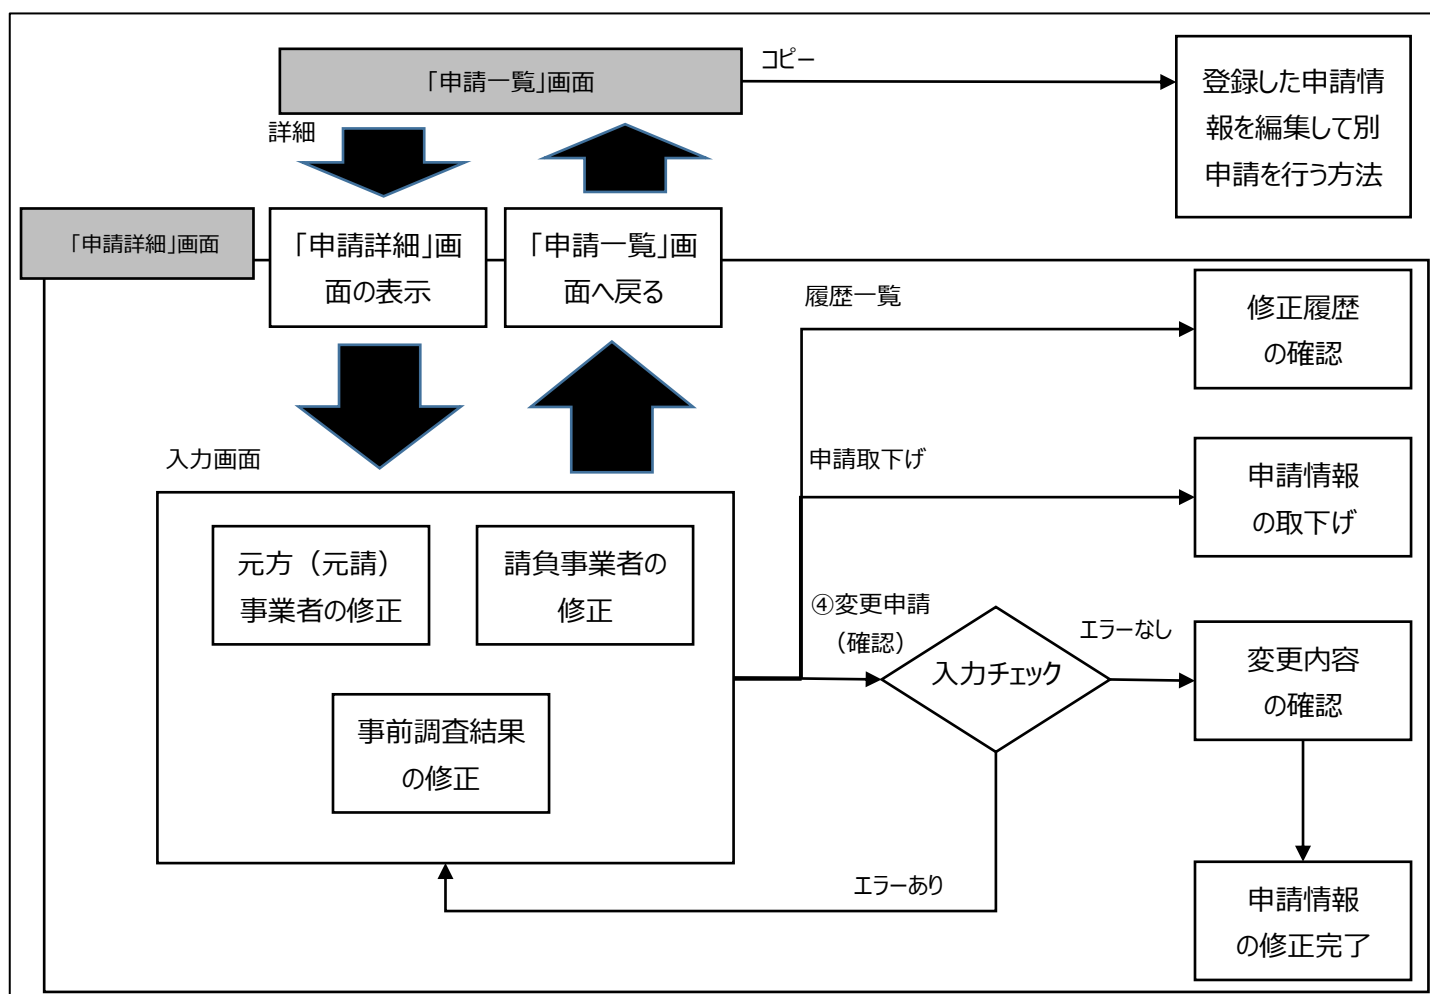 「申請一覧」画面
コピー
登録した申請情
報を編集して別
申請を行う方法
詳細
「申請詳細」画面
「申請詳細」画
面の表示
「申請一覧」画
面へ戻る
履歴一覧
修正履歴
の確認
入力画面
申請取下げ
申請情報
の取下げ
元方（元請）
事業者の修正
請負事業者の
修正
事前調査結果
の修正
④変更申請
（確認）
入力チェック
エラーなし
変更内容
の確認
エラーあり
申請情報
の修正完了